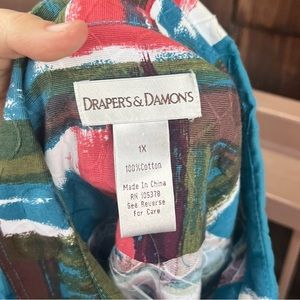 DRAPER'S & DAMON'S
1X
100%Cotton
Made In China
RN 105378
See Reverse
for Care